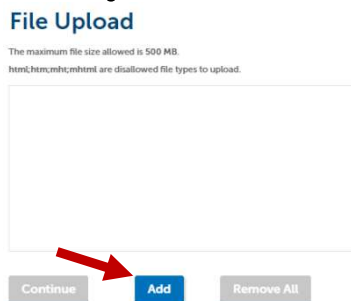 File Upload
The maximum file size allowed is 500 MB.
html;htm;mht;mhtml are disallowed file types to upload.
Continue Add Remove All